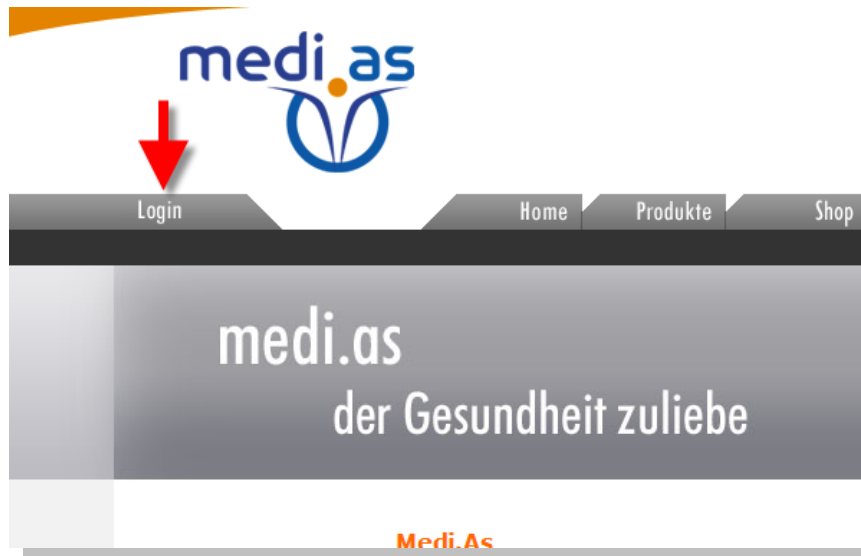 medi.as
Login Home Produkte Shop
medi.as
der Gesundheit zuliebe
Medi.As